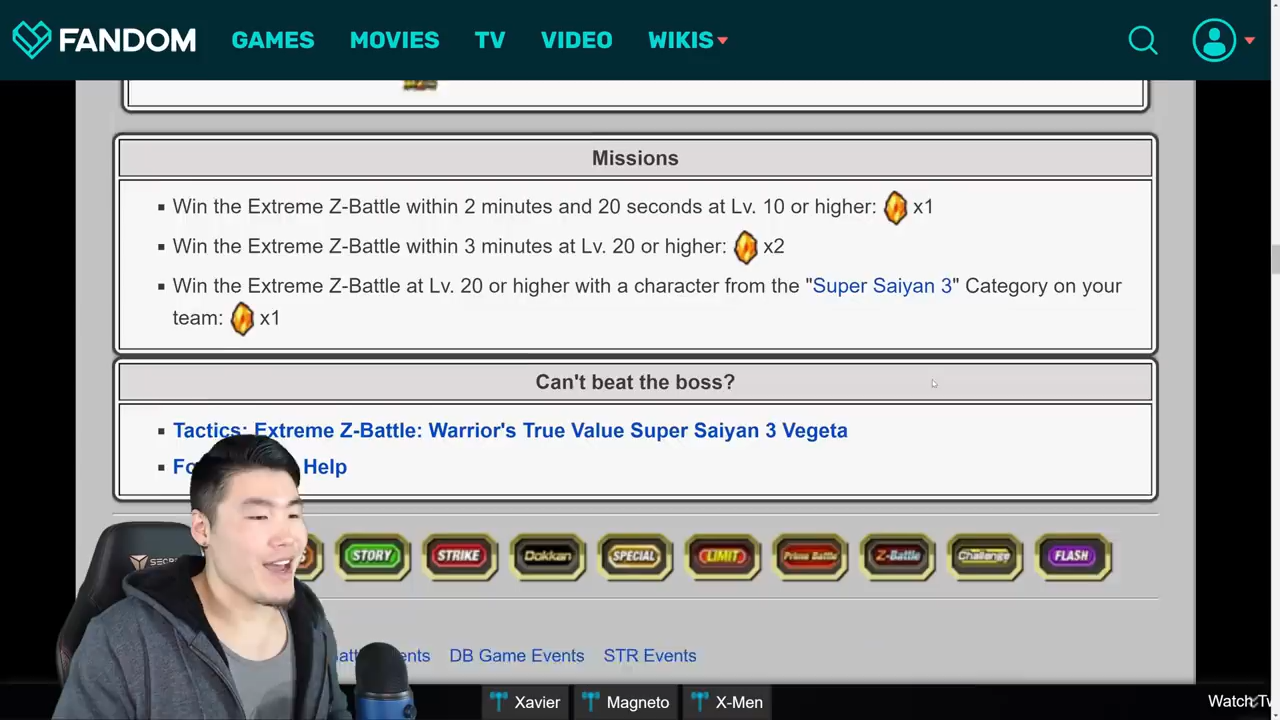 FANDOM GAMES MOVIES TV VIDEO WIKIS
Missions
Win the Extreme Z-Battle within 2 minutes and 20 seconds at Lv. 10 or higher: x1
Win the Extreme Z-Battle within 3 minutes at Lv. 20 or higher: x2
Win the Extreme Z-Battle at Lv. 20 or higher with a character from the "Super Saiyan 3" Category on your
team: x1
Can't beat the boss?
Tactics: Extreme Z-Battle: Warrior's True Value Super Saiyan 3 Vegeta
Help
STORY STRIKE Dokkan SPECIAL LIMIT Prime Battle Z-Battle Challenge FLASH
DB Game Events STR Events
Xavier Magneto X-Men Watch